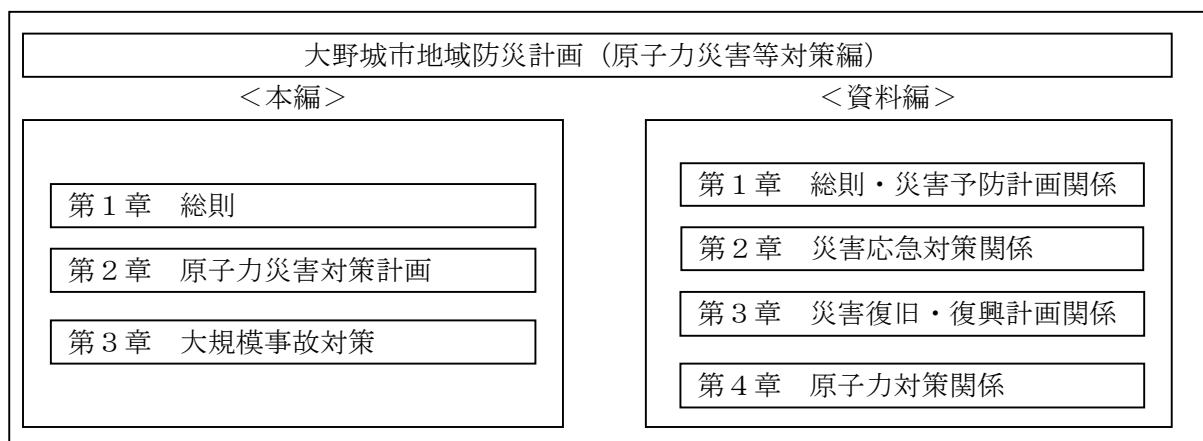 大野城市地域防災計画（原子力災害等対策編）
＜本編＞
第１章　総則
第２章　原子力災害対策計画
第３章　大規模事故対策
＜資料編＞
第１章　総則・災害予防計画関係
第２章　災害応急対策関係
第３章　災害復旧・復興計画関係
第４章　原子力対策関係